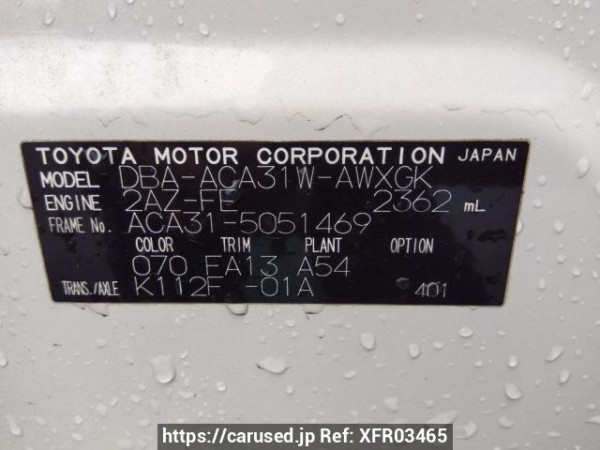 TOYOTA MOTOR CORPORATION JAPAN
MODEL DBA-ACA31W-AWXGK
ENGINE 2AZ-FE 2362 mL
FRAME No. ACA31-5051469
COLOR TRIM PLANT OPTION
070 FA13 A54
TRANS./AXLE K112F -01A 401
https://carused.jp Ref: XFR03465